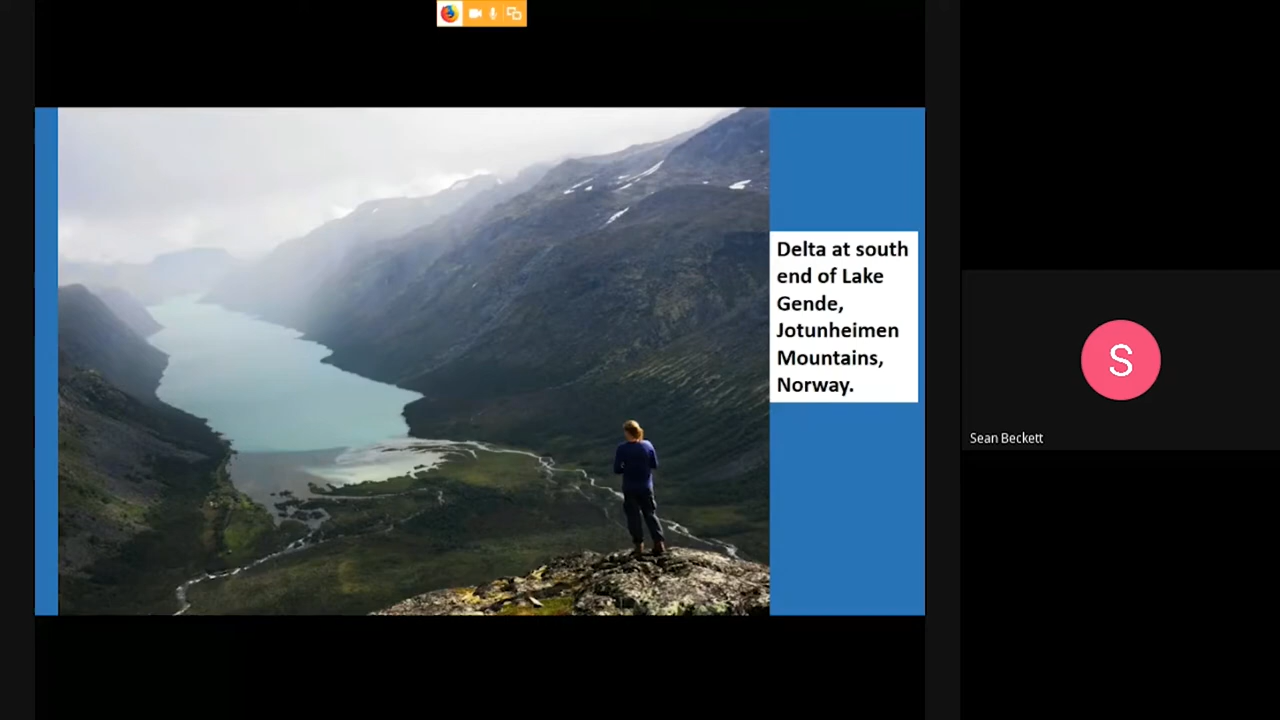 Delta at south
end of Lake
Gende,
Jotunheimen
Mountains,
Norway.
S
Sean Beckett